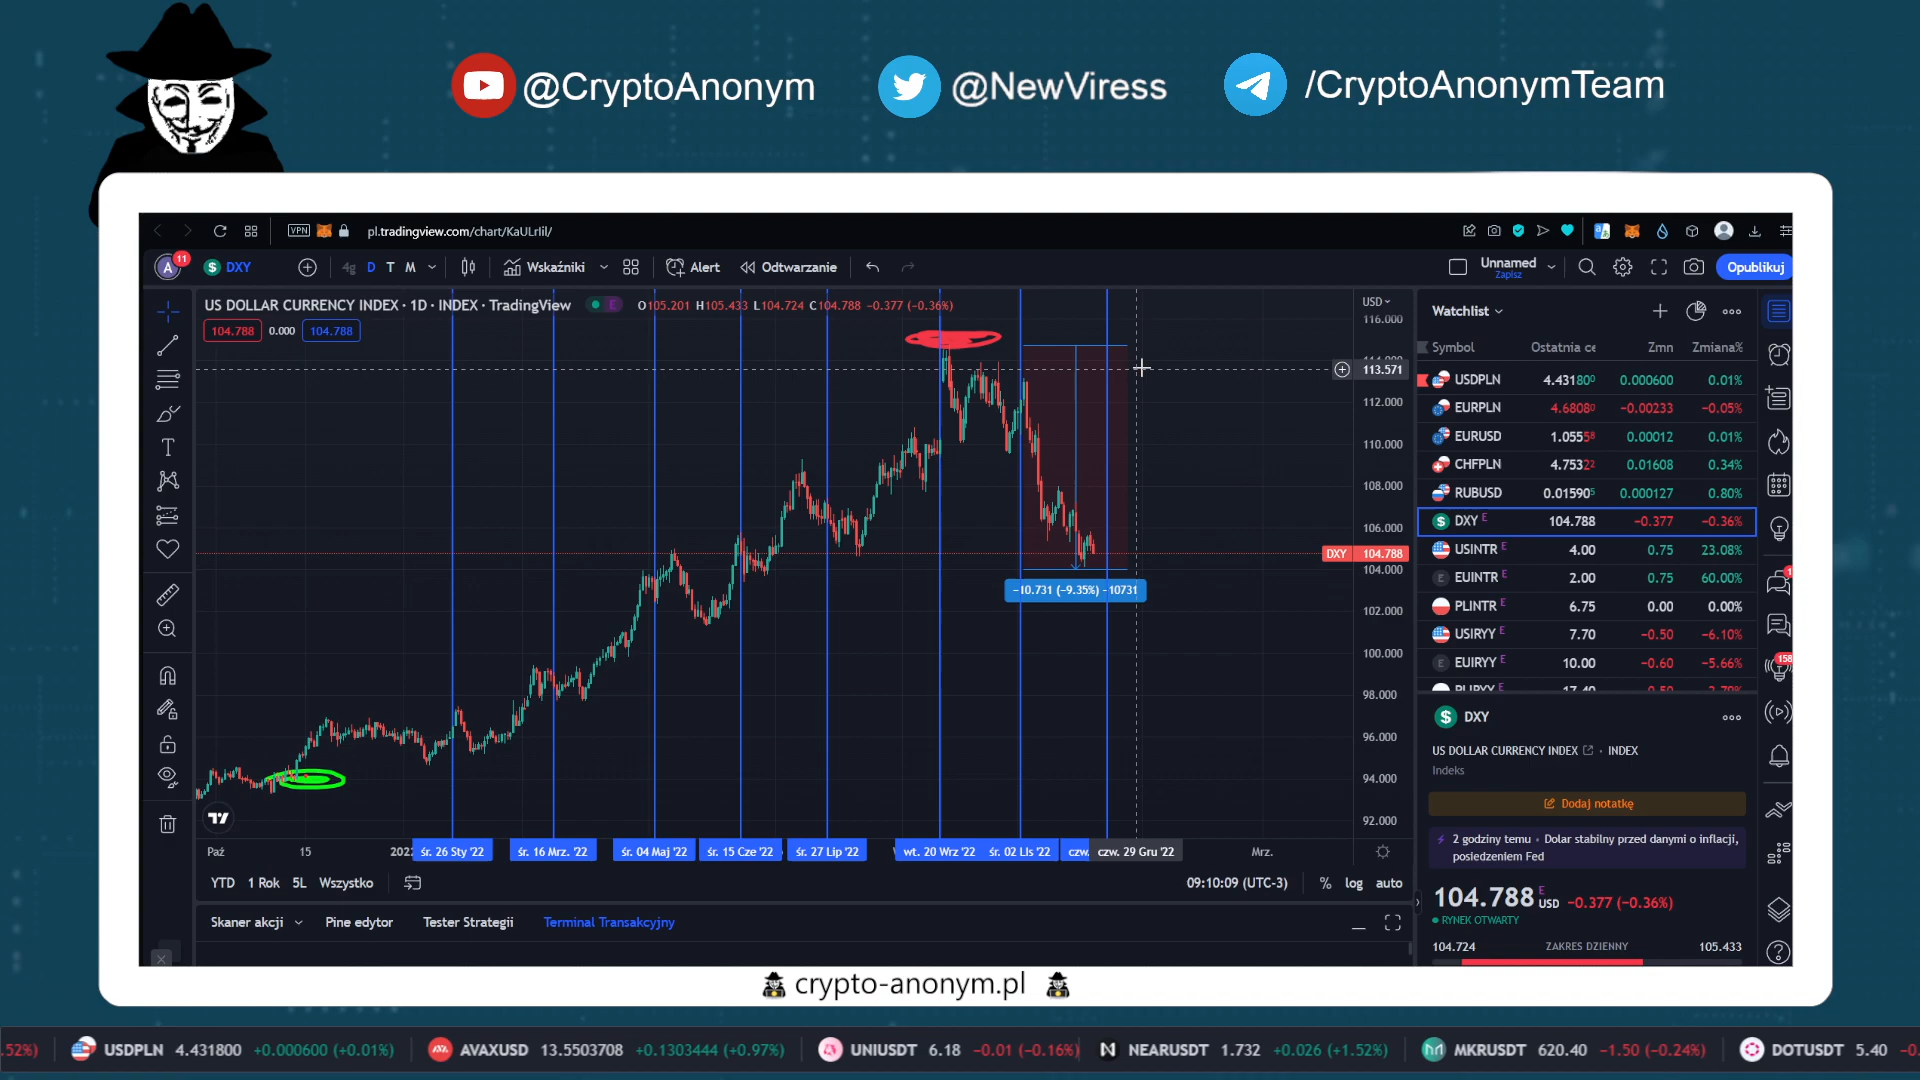 @CryptoAnonym
@NewViress
/CryptoAnonymTeam
VPN
pl.tradingview.com/chart/KaULrlil/
A
11
DXY
4g D T M
Wskaźniki
Alert
Odtwarzanie
Unnamed
Zapisz
Opublikuj
US DOLLAR CURRENCY INDEX · 1D · INDEX · TradingView
E
O105.201 H105.433 L104.724 C104.788 −0.377 (−0.36%)
104.788 0.000 104.788
USD
116.000
113.571
112.000
110.000
108.000
106.000
DXY 104.788
104.000
102.000
100.000
98.000
96.000
94.000
92.000
−10.731 (−9.35%) −10731
Paź 15 2022 śr. 26 Sty '22 śr. 16 Mrz. '22 śr. 04 Maj '22 śr. 15 Cze '22 śr. 27 Lip '22 wt. 20 Wrz '22 śr. 02 Lis '22 czw. czw. 29 Gru '22 Mrz.
YTD 1 Rok 5L Wszystko
09:10:09 (UTC-3) % log auto
Skaner akcji Pine edytor Tester Strategii Terminal Transakcyjny
Watchlist
Symbol Ostatnia ce Zmn Zmiana%
USDPLN 4.431800 0.000600 0.01%
EURPLN 4.68080 −0.00233 −0.05%
EURUSD 1.05558 0.00012 0.01%
CHFPLN 4.75322 0.01608 0.34%
RUBUSD 0.015905 0.000127 0.80%
DXY E 104.788 −0.377 −0.36%
USINTR E 4.00 0.75 23.08%
EUINTR E 2.00 0.75 60.00%
PLINTR E 6.75 0.00 0.00%
USIRYY E 7.70 −0.50 −6.10%
EUIRYY E 10.00 −0.60 −5.66%
158
DXY
US DOLLAR CURRENCY INDEX · INDEX
Indeks
Dodaj notatkę
2 godziny temu · Dolar stabilny przed danymi o inflacji,
posiedzeniem Fed
104.788 E USD −0.377 (−0.36%)
RYNEK OTWARTY
104.724 ZAKRES DZIENNY 105.433
crypto-anonym.pl
.52%) USDPLN 4.431800 +0.000600 (+0.01%) AVAXUSD 13.5503708 +0.1303444 (+0.97%) UNIUSDT 6.18 −0.01 (−0.16%) NEARUSDT 1.732 +0.026 (+1.52%) MKRUSDT 620.40 −1.50 (−0.24%) DOTUSDT 5.40